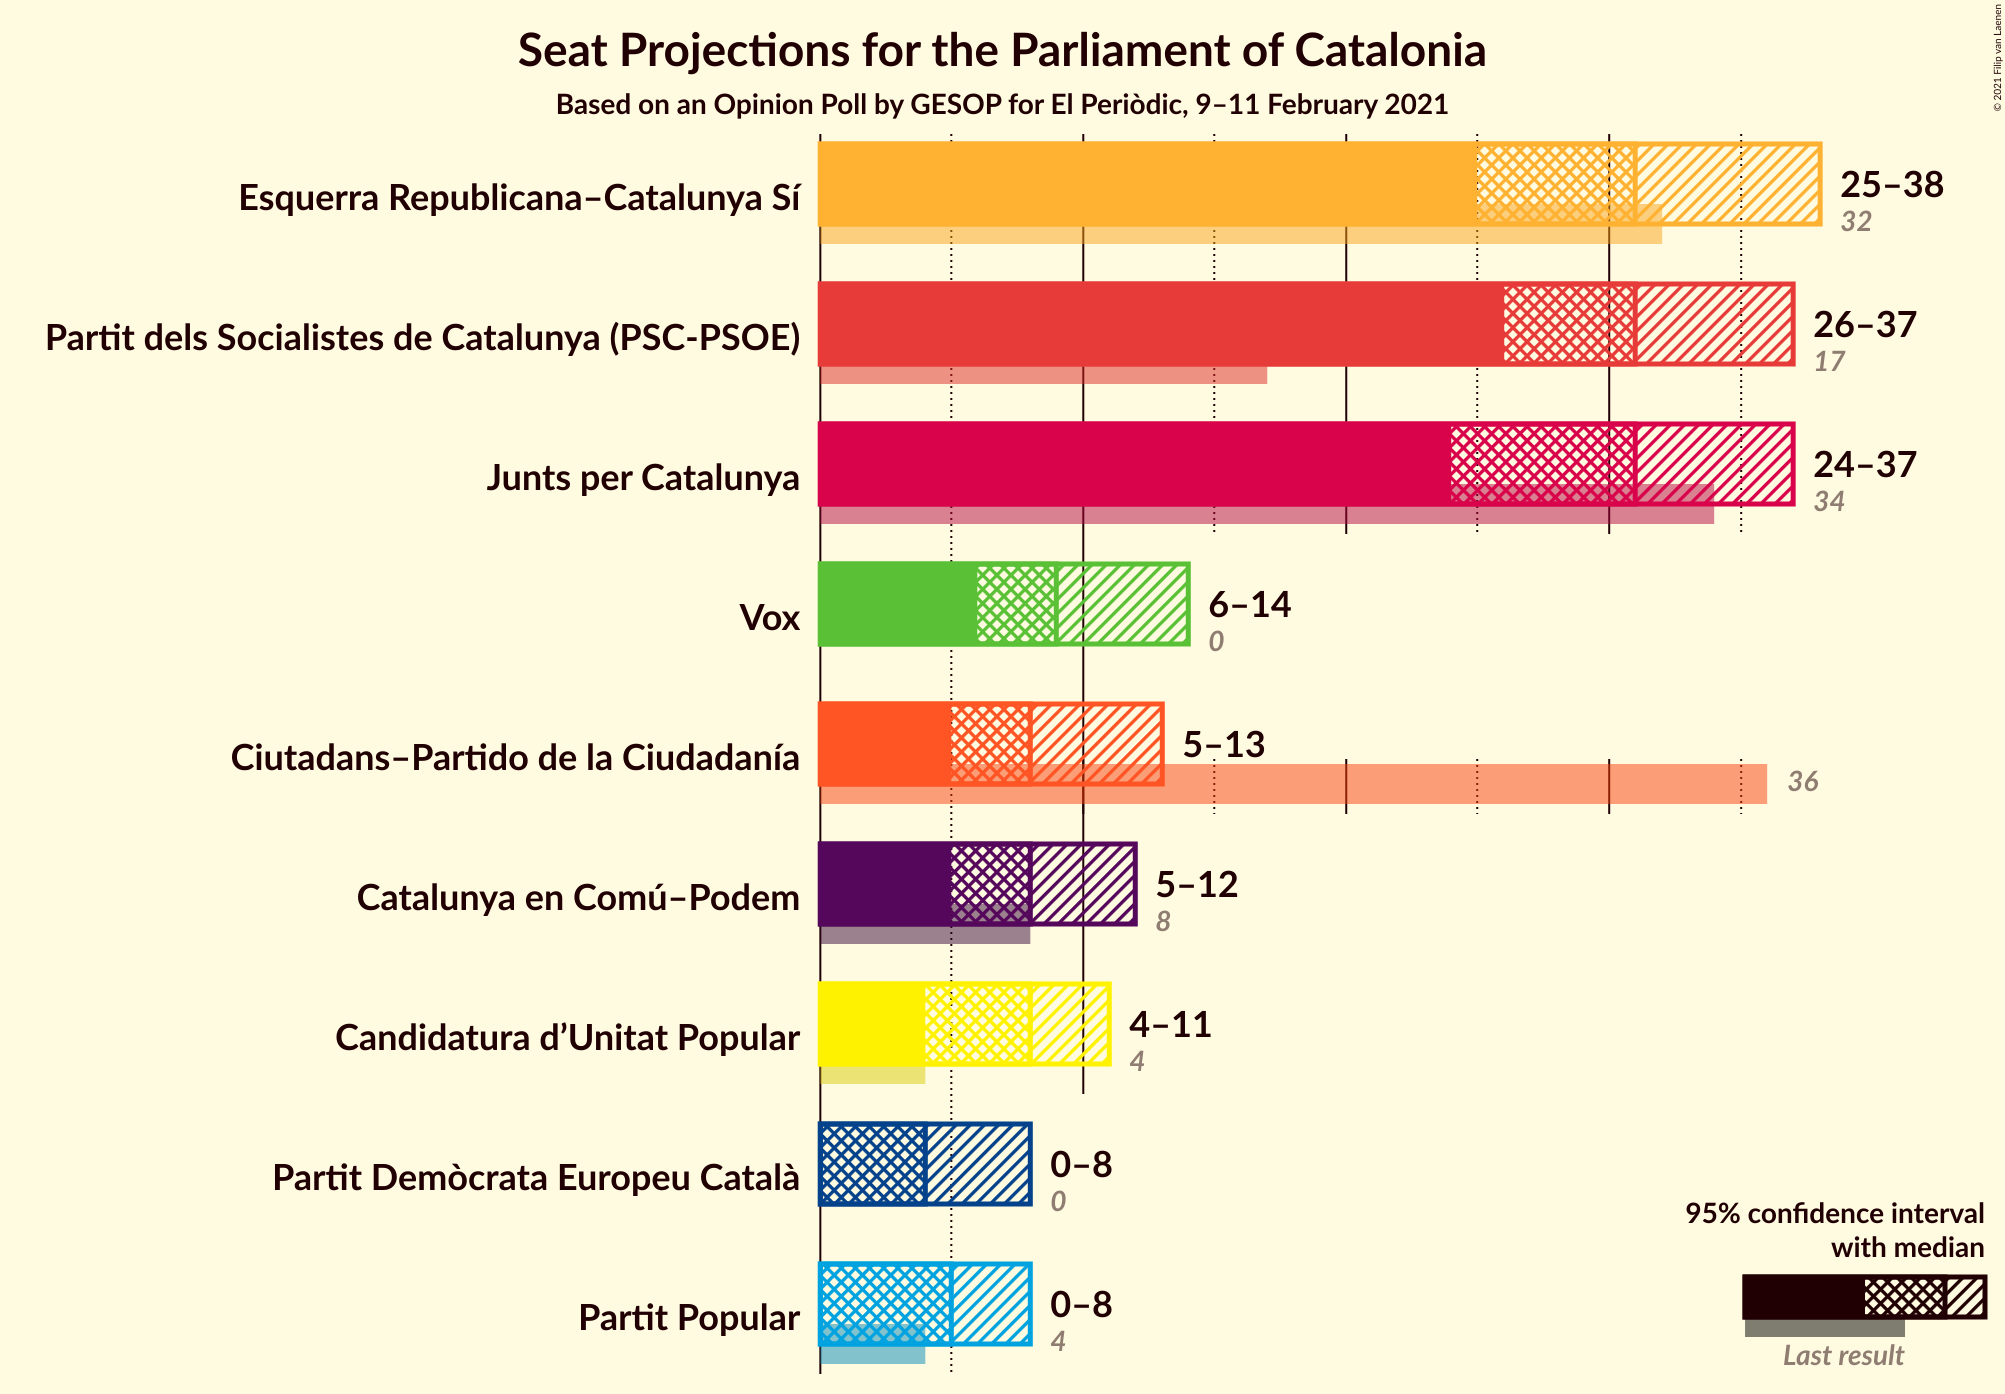 Seat Projections for the Parliament of Catalonia
Based on an Opinion Poll by GESOP for El Periòdic, 9–11 February 2021
© 2021 Filip van Laenen
Esquerra Republicana–Catalunya Sí
25–38
32
Partit dels Socialistes de Catalunya (PSC-PSOE)
26–37
17
Junts per Catalunya
24–37
34
Vox
6–14
0
Ciutadans–Partido de la Ciudadanía
5–13
36
Catalunya en Comú–Podem
5–12
8
Candidatura d’Unitat Popular
4–11
4
Partit Demòcrata Europeu Català
0–8
0
Partit Popular
0–8
4
95% confidence interval
with median
Last result